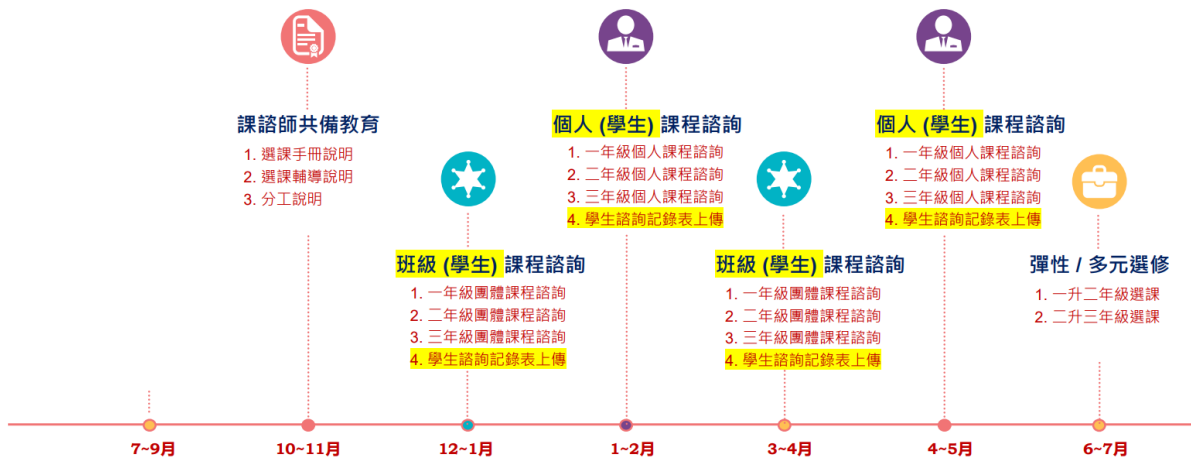 課諮師共備教育
1. 選課手冊說明
2. 選課輔導說明
3. 分工說明
班級 (學生) 課程諮詢
1. 一年級團體課程諮詢
2. 二年級團體課程諮詢
3. 三年級團體課程諮詢
4. 學生諮詢記錄表上傳
個人 (學生) 課程諮詢
1. 一年級個人課程諮詢
2. 二年級個人課程諮詢
3. 三年級個人課程諮詢
4. 學生諮詢記錄表上傳
班級 (學生) 課程諮詢
1. 一年級團體課程諮詢
2. 二年級團體課程諮詢
3. 三年級團體課程諮詢
4. 學生諮詢記錄表上傳
個人 (學生) 課程諮詢
1. 一年級個人課程諮詢
2. 二年級個人課程諮詢
3. 三年級個人課程諮詢
4. 學生諮詢記錄表上傳
彈性 / 多元選修
1. 一升二年級選課
2. 二升三年級選課
7~9月
10~11月
12~1月
1~2月
3~4月
4~5月
6~7月